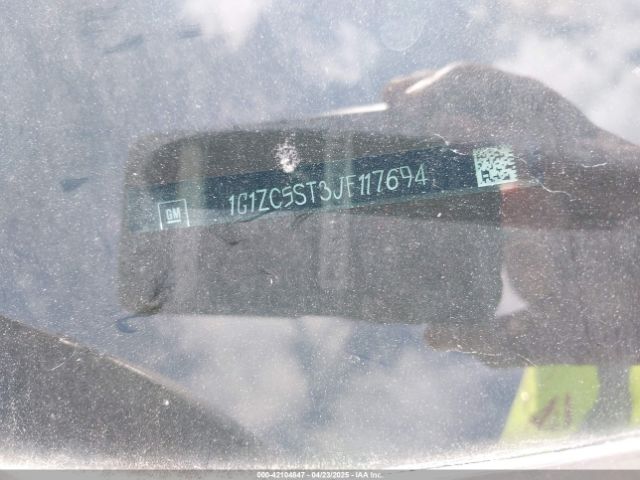 GM
1G1ZC5ST3JF117694
000-42104847 - 04/23/2025 - IAA Inc.